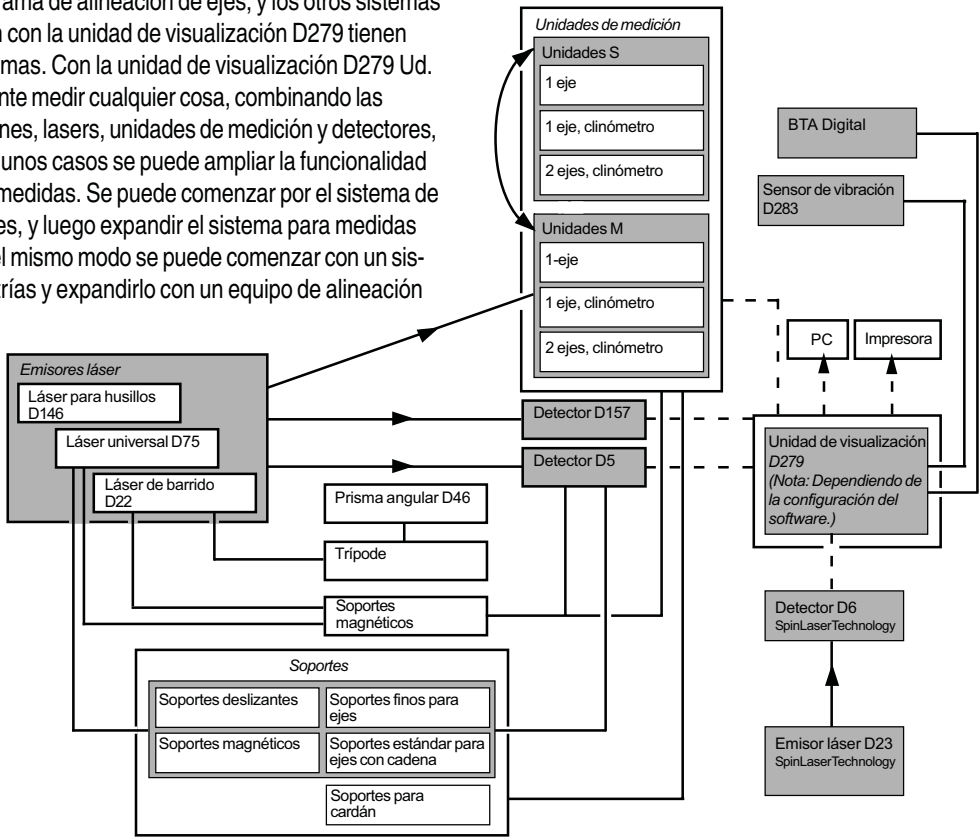 rama de alineación de ejes, y los otros sistemas
n con la unidad de visualización D279 tienen
mas. Con la unidad de visualización D279 Ud.
nte medir cualquier cosa, combinando las
nes, lasers, unidades de medición y detectores,
unos casos se puede ampliar la funcionalidad
medidas. Se puede comenzar por el sistema de
es, y luego expandir el sistema para medidas
el mismo modo se puede comenzar con un sis-
trías y expandirlo con un equipo de alineación
Unidades de medición
Unidades S
1 eje
1 eje, clinómetro
2 ejes, clinómetro
Unidades M
1-eje
1 eje, clinómetro
2 ejes, clinómetro
BTA Digital
Sensor de vibración
D283
PC
Impresora
Emisores láser
Láser para husillos
D146
Láser universal D75
Láser de barrido
D22
Detector D157
Detector D5
Prisma angular D46
Trípode
Soportes
magnéticos
Unidad de visualización
D279
(Nota: Dependiendo de
la configuración del
software.)
Detector D6
SpinLaserTechnology
Emisor láser D23
SpinLaserTechnology
Soportes
Soportes deslizantes
Soportes finos para
ejes
Soportes magnéticos
Soportes estándar para
ejes con cadena
Soportes para
cardán